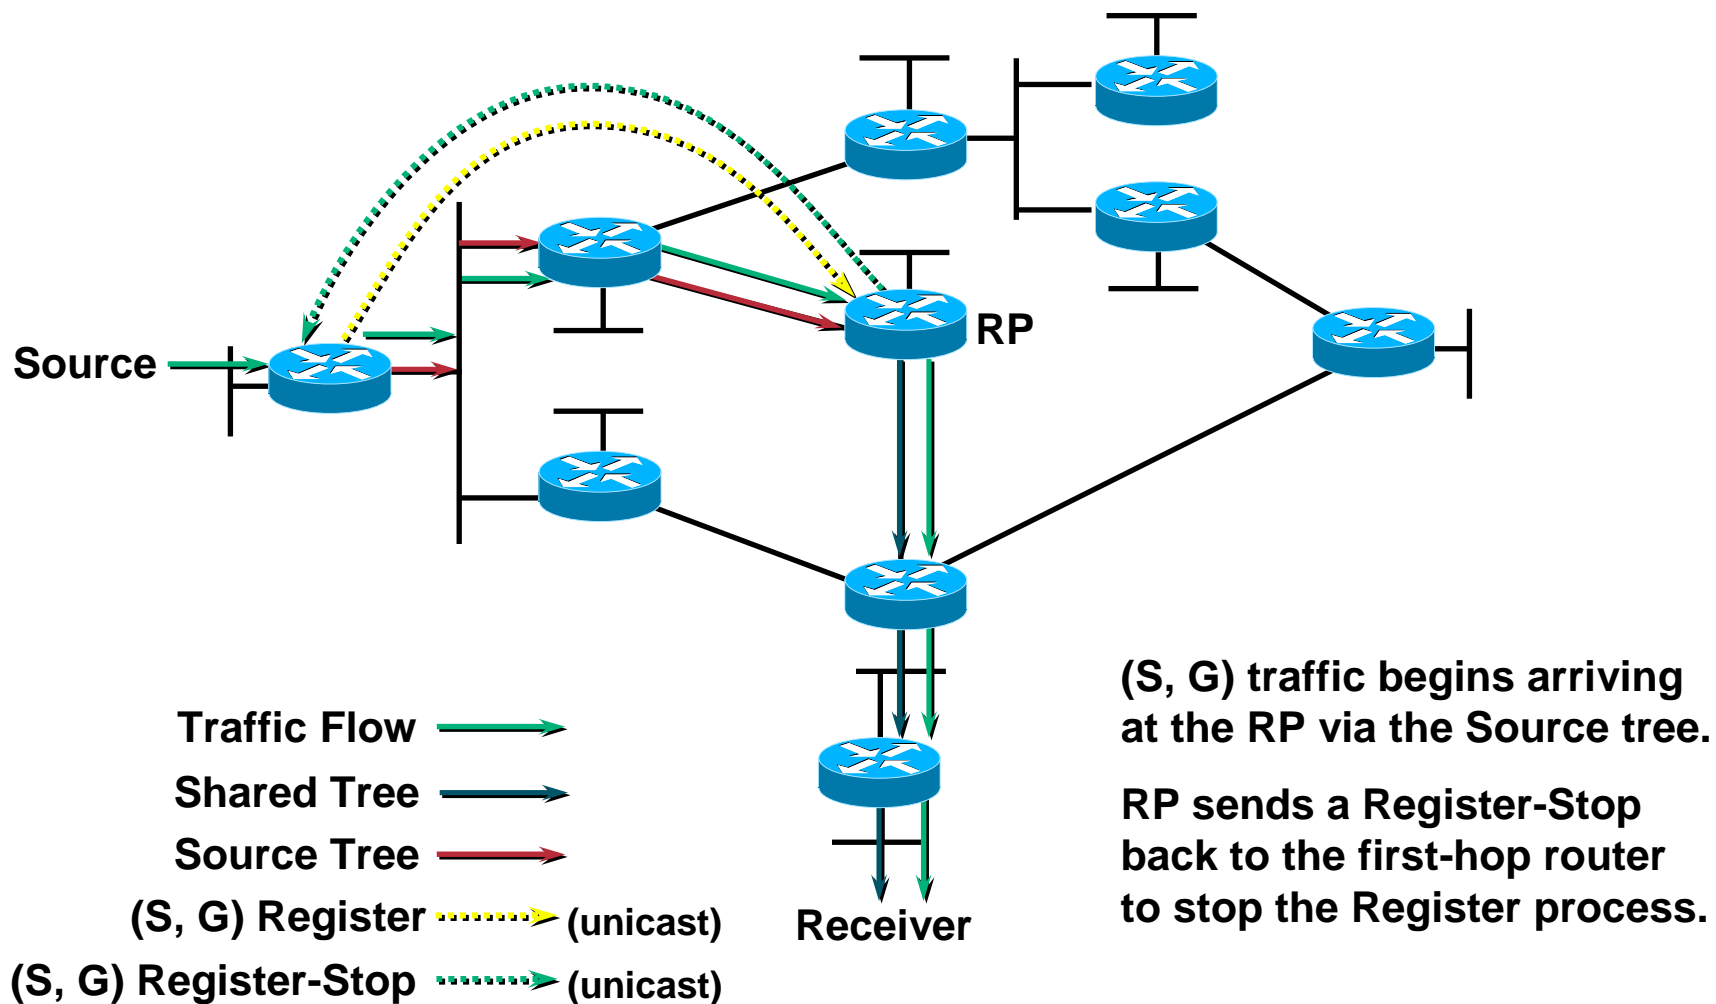 RP
Source
(S, G) traffic begins arriving
at the RP via the Source tree.
RP sends a Register-Stop
back to the first-hop router
to stop the Register process.
Traffic Flow
Shared Tree
Source Tree
(S, G) Register (unicast)
(S, G) Register-Stop (unicast)
Receiver